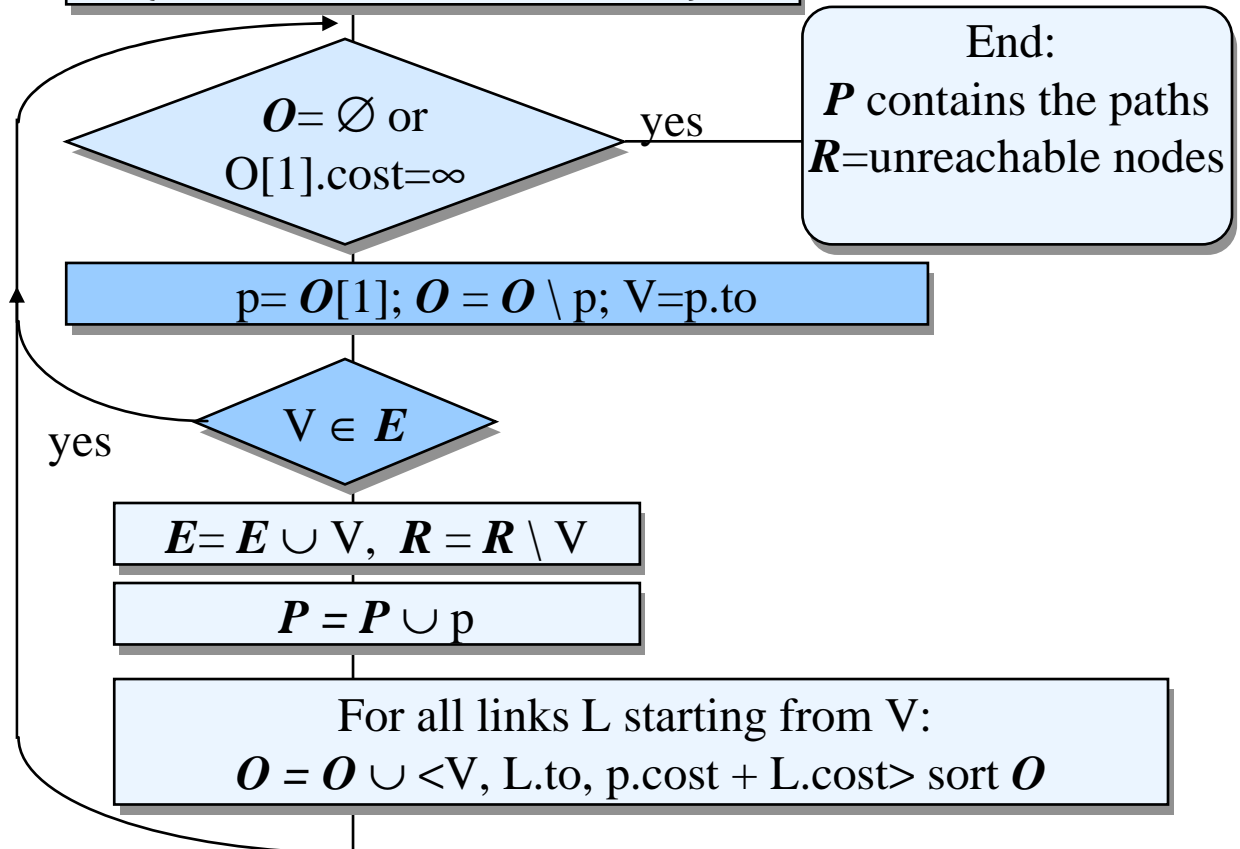 End:
P contains the paths
R=unreachable nodes
O= ∅ or
O[1].cost=∞
yes
p= O[1]; O = O \ p; V=p.to
V ∈ E
yes
E= E ∪ V, R = R \ V
P = P ∪ p
For all links L starting from V:
O = O ∪ <V, L.to, p.cost + L.cost> sort O